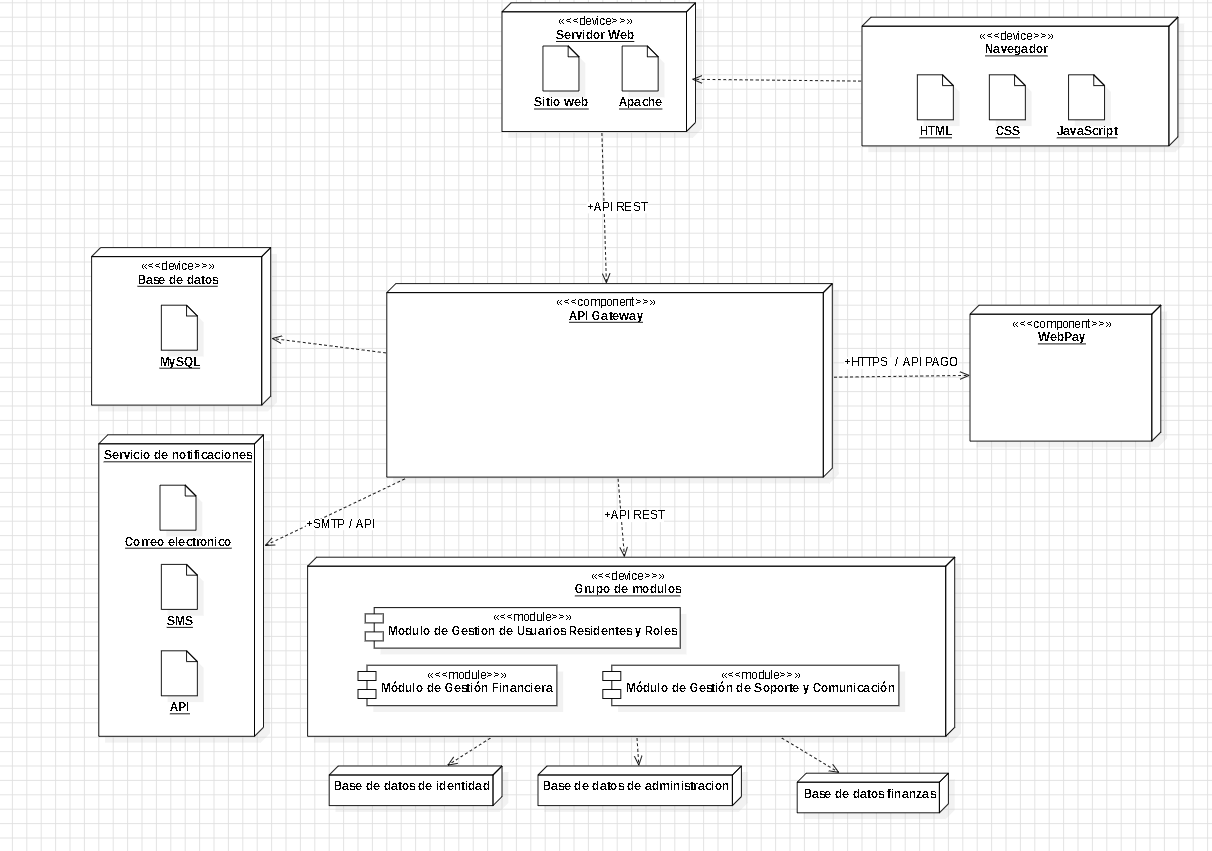 «<<device>>»
Servidor Web
Sitio web
Apache
«<<device>>»
Navegador
HTML
CSS
JavaScript
+API REST
«<<device>>»
Base de datos
MySQL
«<<component>>»
API Gateway
+HTTPS / API PAGO
«<<component>>»
WebPay
Servicio de notificaciones
Correo electronico
SMS
API
+SMTP / API
+API REST
«<<device>>»
Grupo de modulos
«<<module>>»
Modulo de Gestion de Usuarios Residentes y Roles
«<<module>>»
Módulo de Gestión Financiera
«<<module>>»
Módulo de Gestión de Soporte y Comunicación
Base de datos de identidad
Base de datos de administracion
Base de datos finanzas